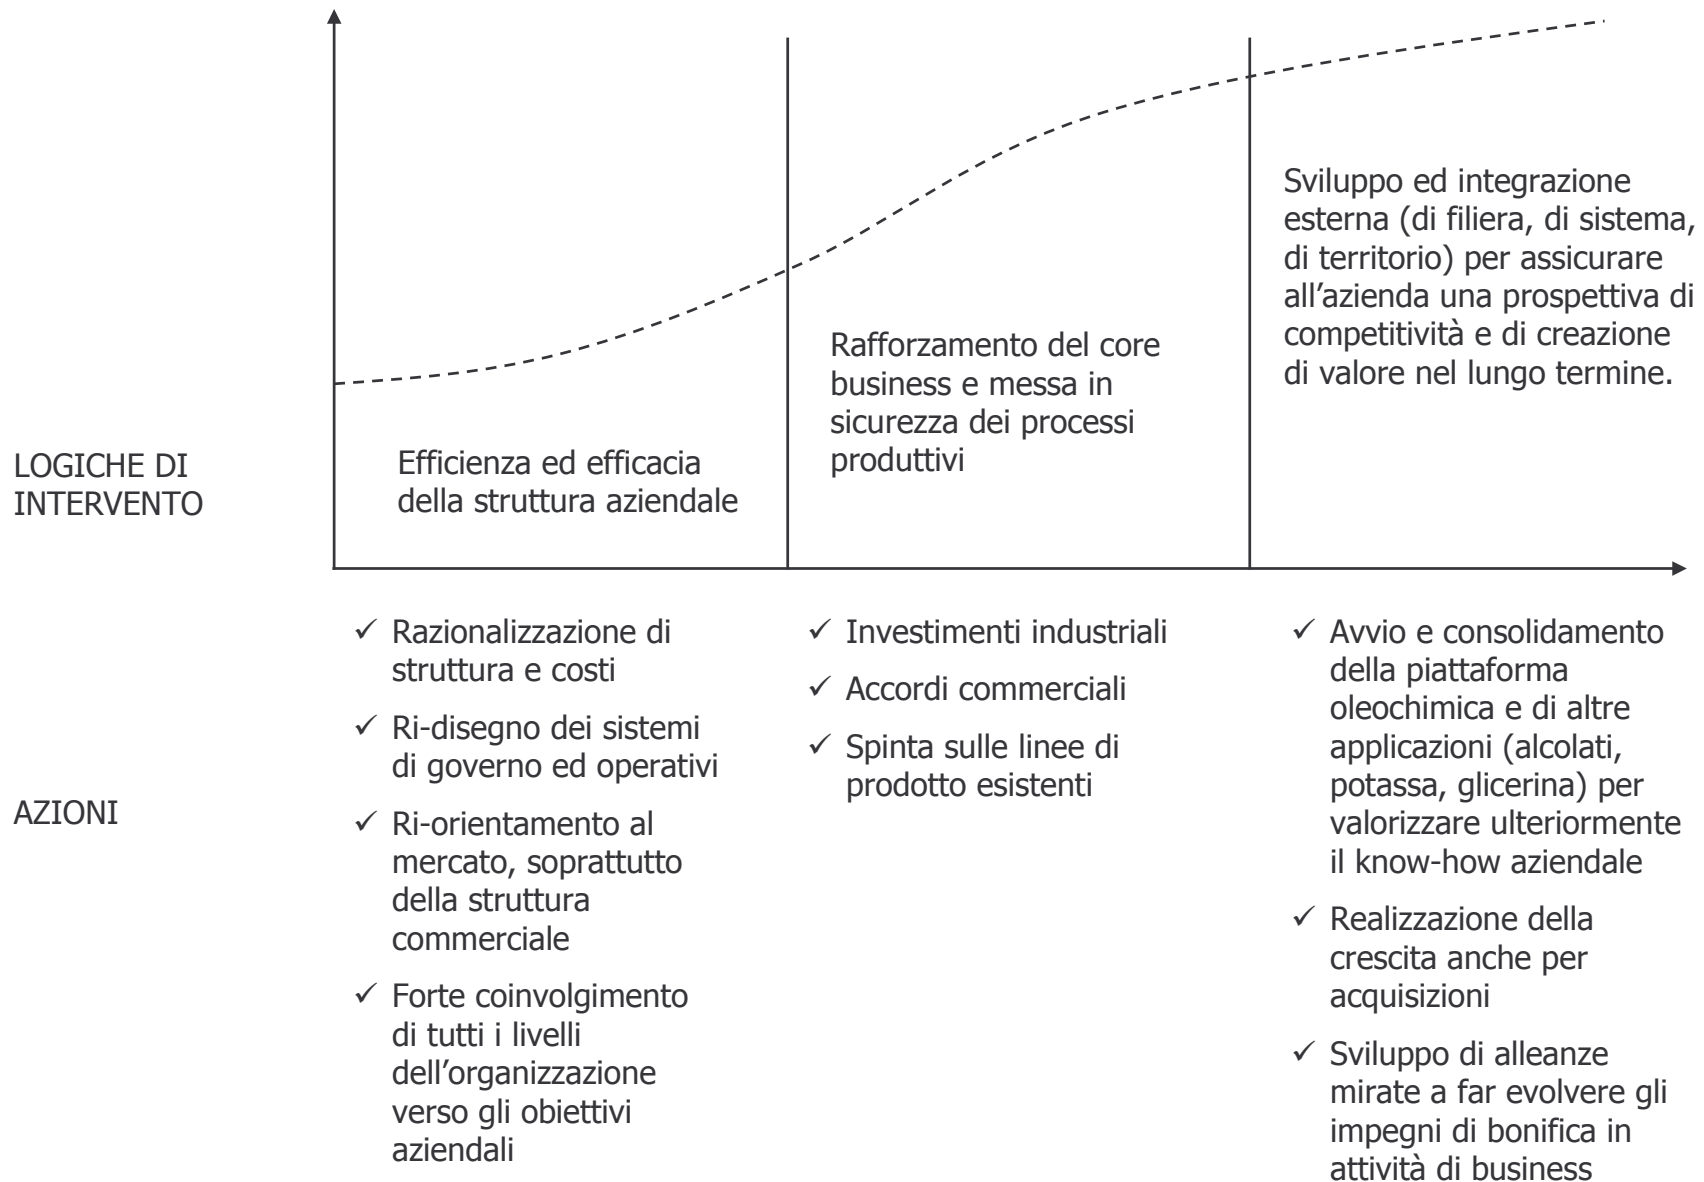 LOGICHE DI
INTERVENTO
Efficienza ed efficacia
della struttura aziendale
Rafforzamento del core
business e messa in
sicurezza dei processi
produttivi
Sviluppo ed integrazione
esterna (di filiera, di sistema,
di territorio) per assicurare
all’azienda una prospettiva di
competitività e di creazione
di valore nel lungo termine.
AZIONI
✓ Razionalizzazione di
struttura e costi
✓ Ri-disegno dei sistemi
di governo ed operativi
✓ Ri-orientamento al
mercato, soprattutto
della struttura
commerciale
✓ Forte coinvolgimento
di tutti i livelli
dell’organizzazione
verso gli obiettivi
aziendali
✓ Investimenti industriali
✓ Accordi commerciali
✓ Spinta sulle linee di
prodotto esistenti
✓ Avvio e consolidamento
della piattaforma
oleochimica e di altre
applicazioni (alcolati,
potassa, glicerina) per
valorizzare ulteriormente
il know-how aziendale
✓ Realizzazione della
crescita anche per
acquisizioni
✓ Sviluppo di alleanze
mirate a far evolvere gli
impegni di bonifica in
attività di business